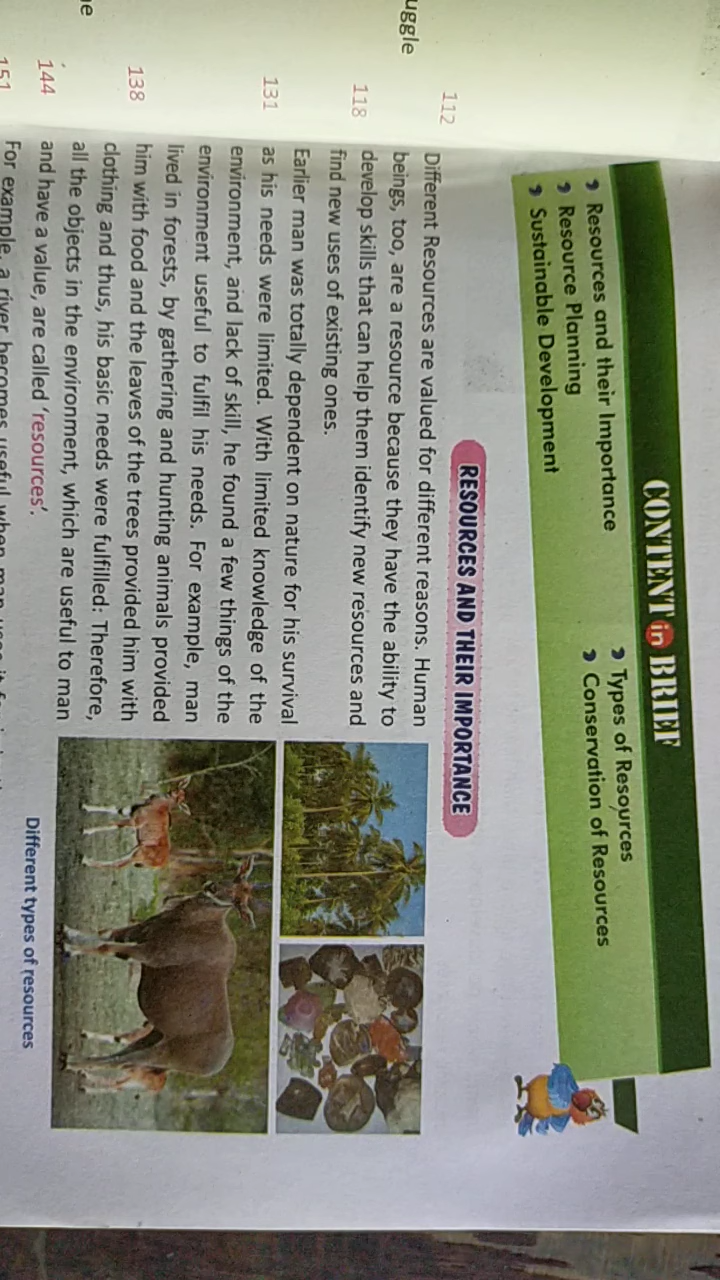 CONTENT in BRIEF
Resources and their Importance
Types of Resources
Resource Planning
Conservation of Resources
Sustainable Development
RESOURCES AND THEIR IMPORTANCE
Different Resources are valued for different reasons. Human
beings, too, are a resource because they have the ability to
develop skills that can help them identify new resources and
find new uses of existing ones.
Earlier man was totally dependent on nature for his survival
as his needs were limited. With limited knowledge of the
environment, and lack of skill, he found a few things of the
environment useful to fulfil his needs. For example, man
lived in forests, by gathering and hunting animals provided
him with food and the leaves of the trees provided him with
clothing and thus, his basic needs were fulfilled. Therefore,
all the objects in the environment, which are useful to man
and have a value, are called 'resources'.
For example, a river becomes useful when man uses it
Different types of resources
uggle
112
118
131
138
144
151